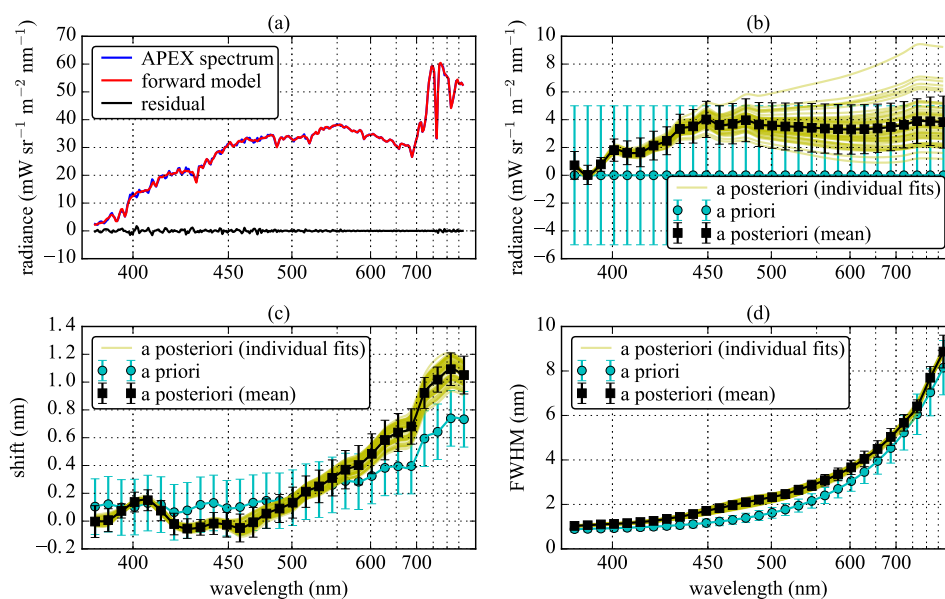 (a)
70
60
50
40
30
20
10
0
−10
radiance (mW sr⁻¹ m⁻² nm⁻¹)
APEX spectrum
forward model
residual
400
450
500
600
700
(b)
10
8
6
4
2
0
−2
−4
−6
radiance (mW sr⁻¹ m⁻² nm⁻¹)
a posteriori (individual fits)
a priori
a posteriori (mean)
400
450
500
600
700
(c)
1.4
1.2
1.0
0.8
0.6
0.4
0.2
0.0
−0.2
shift (nm)
a posteriori (individual fits)
a priori
a posteriori (mean)
400
450
500
600
700
wavelength (nm)
(d)
10
8
6
4
2
0
FWHM (nm)
a posteriori (individual fits)
a priori
a posteriori (mean)
400
450
500
600
700
wavelength (nm)